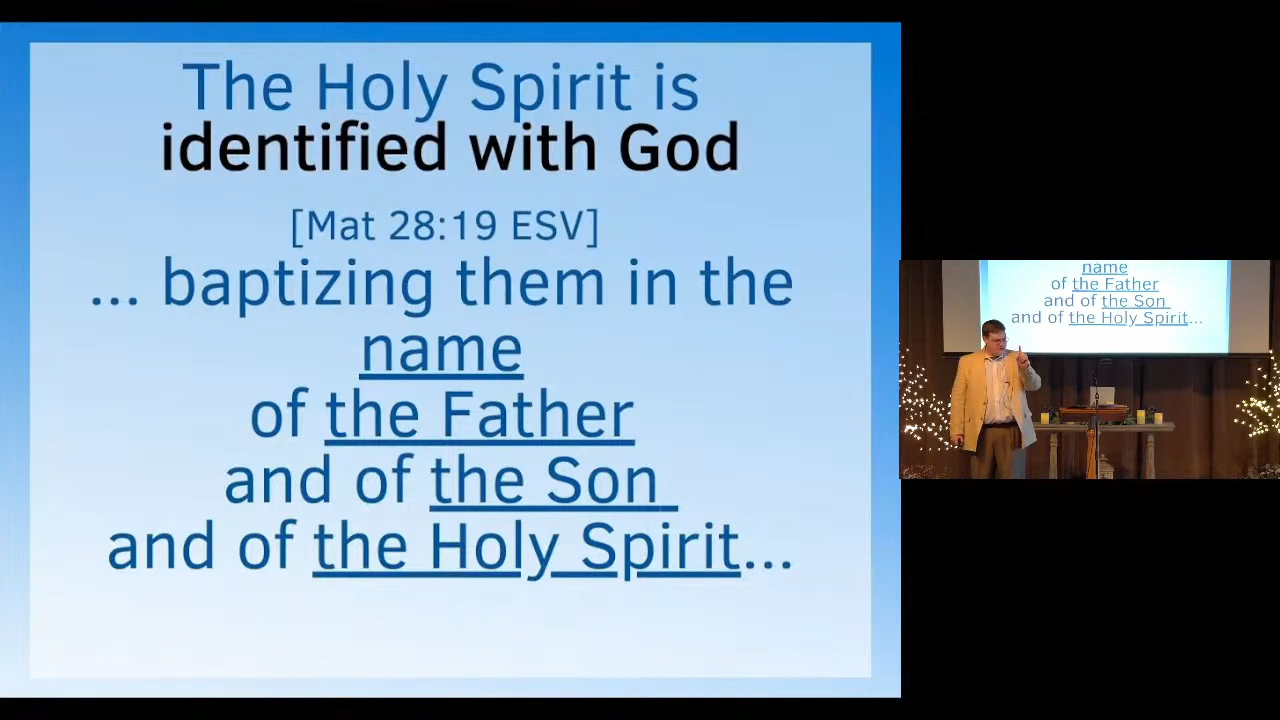 The Holy Spirit is
identified with God
[Mat 28:19 ESV]
... baptizing them in the
name
of the Father
and of the Son
and of the Holy Spirit...
name
of the Father
and of the Son
and of the Holy Spirit...